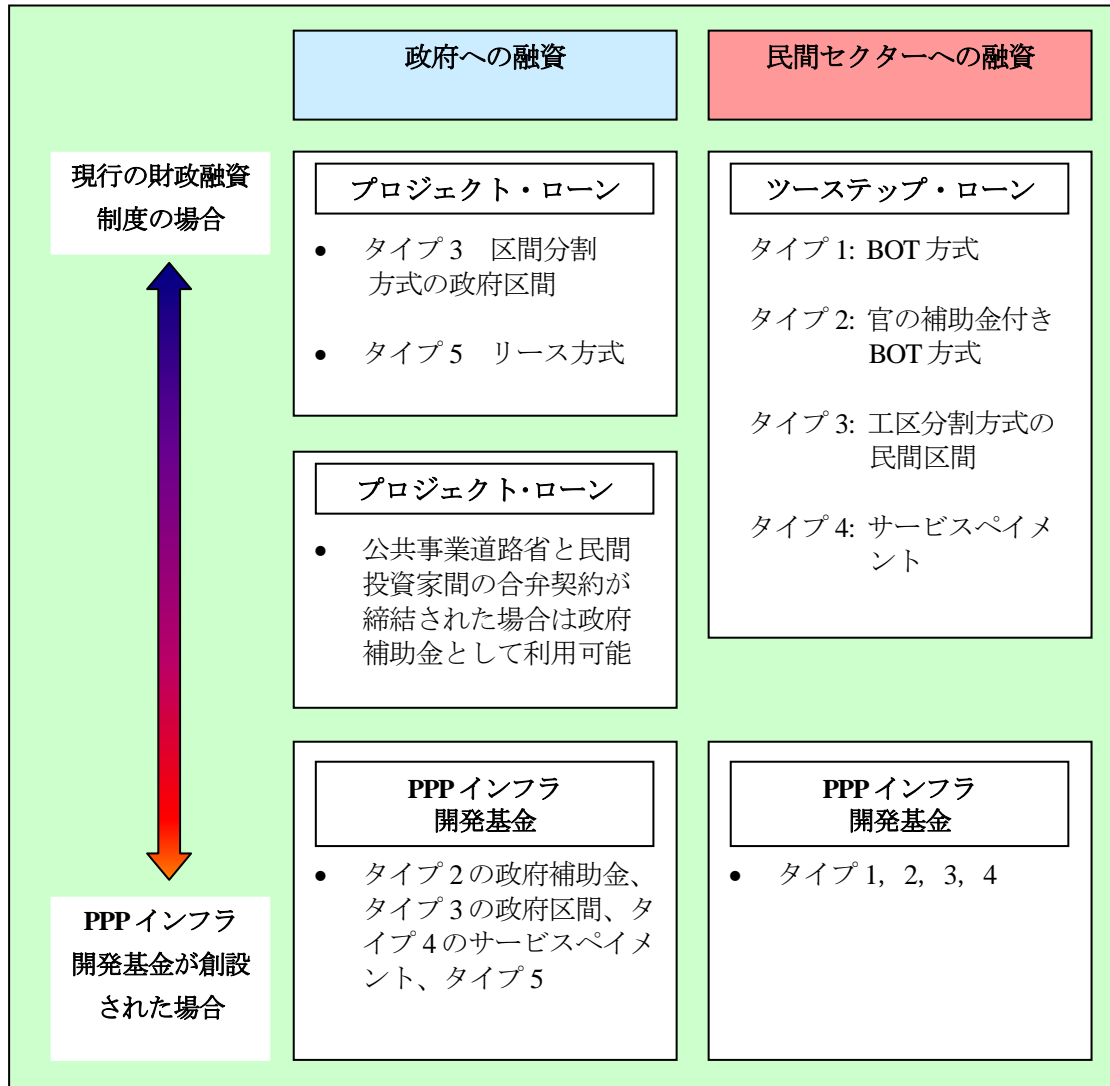 政府への融資
民間セクターへの融資
現行の財政融資
制度の場合
プロジェクト・ローン
• タイプ 3　区間分割
方式の政府区間
• タイプ 5　リース方式
ツーステップ・ローン
タイプ 1: BOT 方式
タイプ 2: 官の補助金付き
BOT 方式
タイプ 3: 工区分割方式の
民間区間
タイプ 4: サービスペイメ
ント
プロジェクト・ローン
• 公共事業道路省と民間
投資家間の合弁契約が
締結された場合は政府
補助金として利用可能
PPP インフラ
開発基金が創設
された場合
PPP インフラ
開発基金
• タイプ 2 の政府補助金、
タイプ 3 の政府区間、タ
イプ 4 のサービスペイメ
ント、タイプ 5
PPP インフラ
開発基金
• タイプ 1, 2, 3, 4